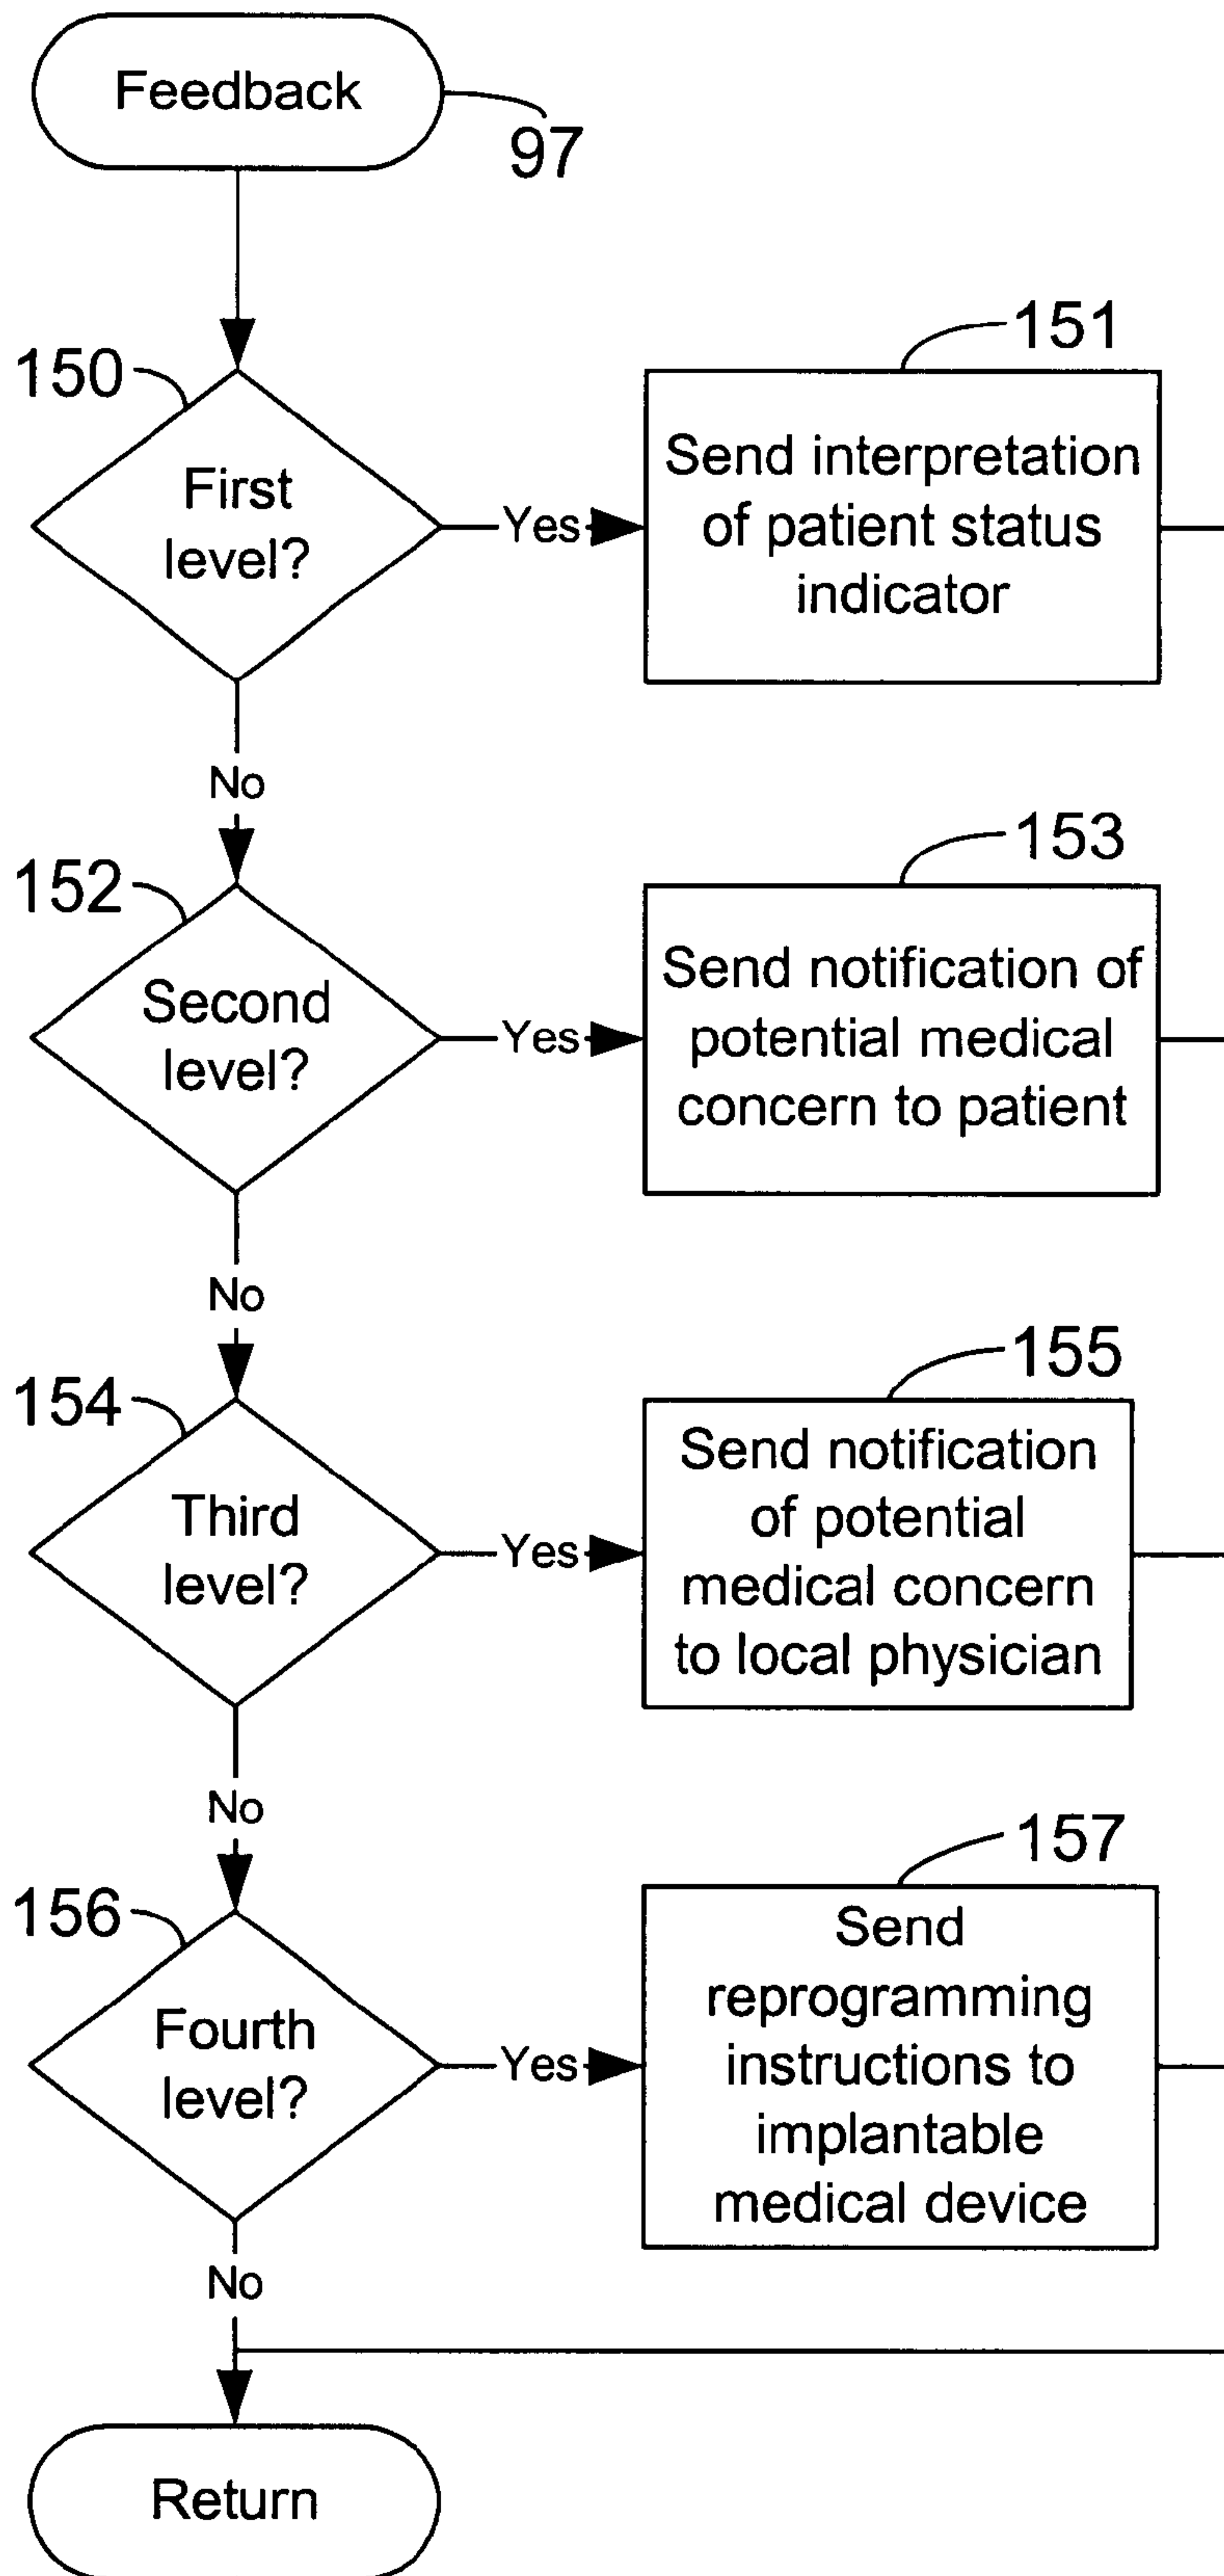 Feedback
97
150
First
level?
Yes
151
Send interpretation
of patient status
indicator
No
152
Second
level?
Yes
153
Send notification of
potential medical
concern to patient
No
154
Third
level?
Yes
155
Send notification
of potential
medical concern
to local physician
No
156
Fourth
level?
Yes
157
Send
reprogramming
instructions to
implantable
medical device
No
Return